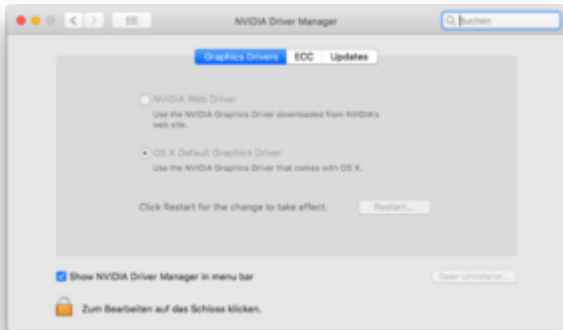 NVIDIA Driver Manager
Suchen
Graphics Drivers ECC Updates
NVIDIA Web Driver
Use the NVIDIA Graphics Driver downloaded from NVIDIA's
web site.
OS X Default Graphics Driver
Use the NVIDIA Graphics Driver that comes with OS X.
Click Restart for the change to take effect. Restart...
Show NVIDIA Driver Manager in menu bar
Open Uninstaller...
Zum Bearbeiten auf das Schloss klicken.